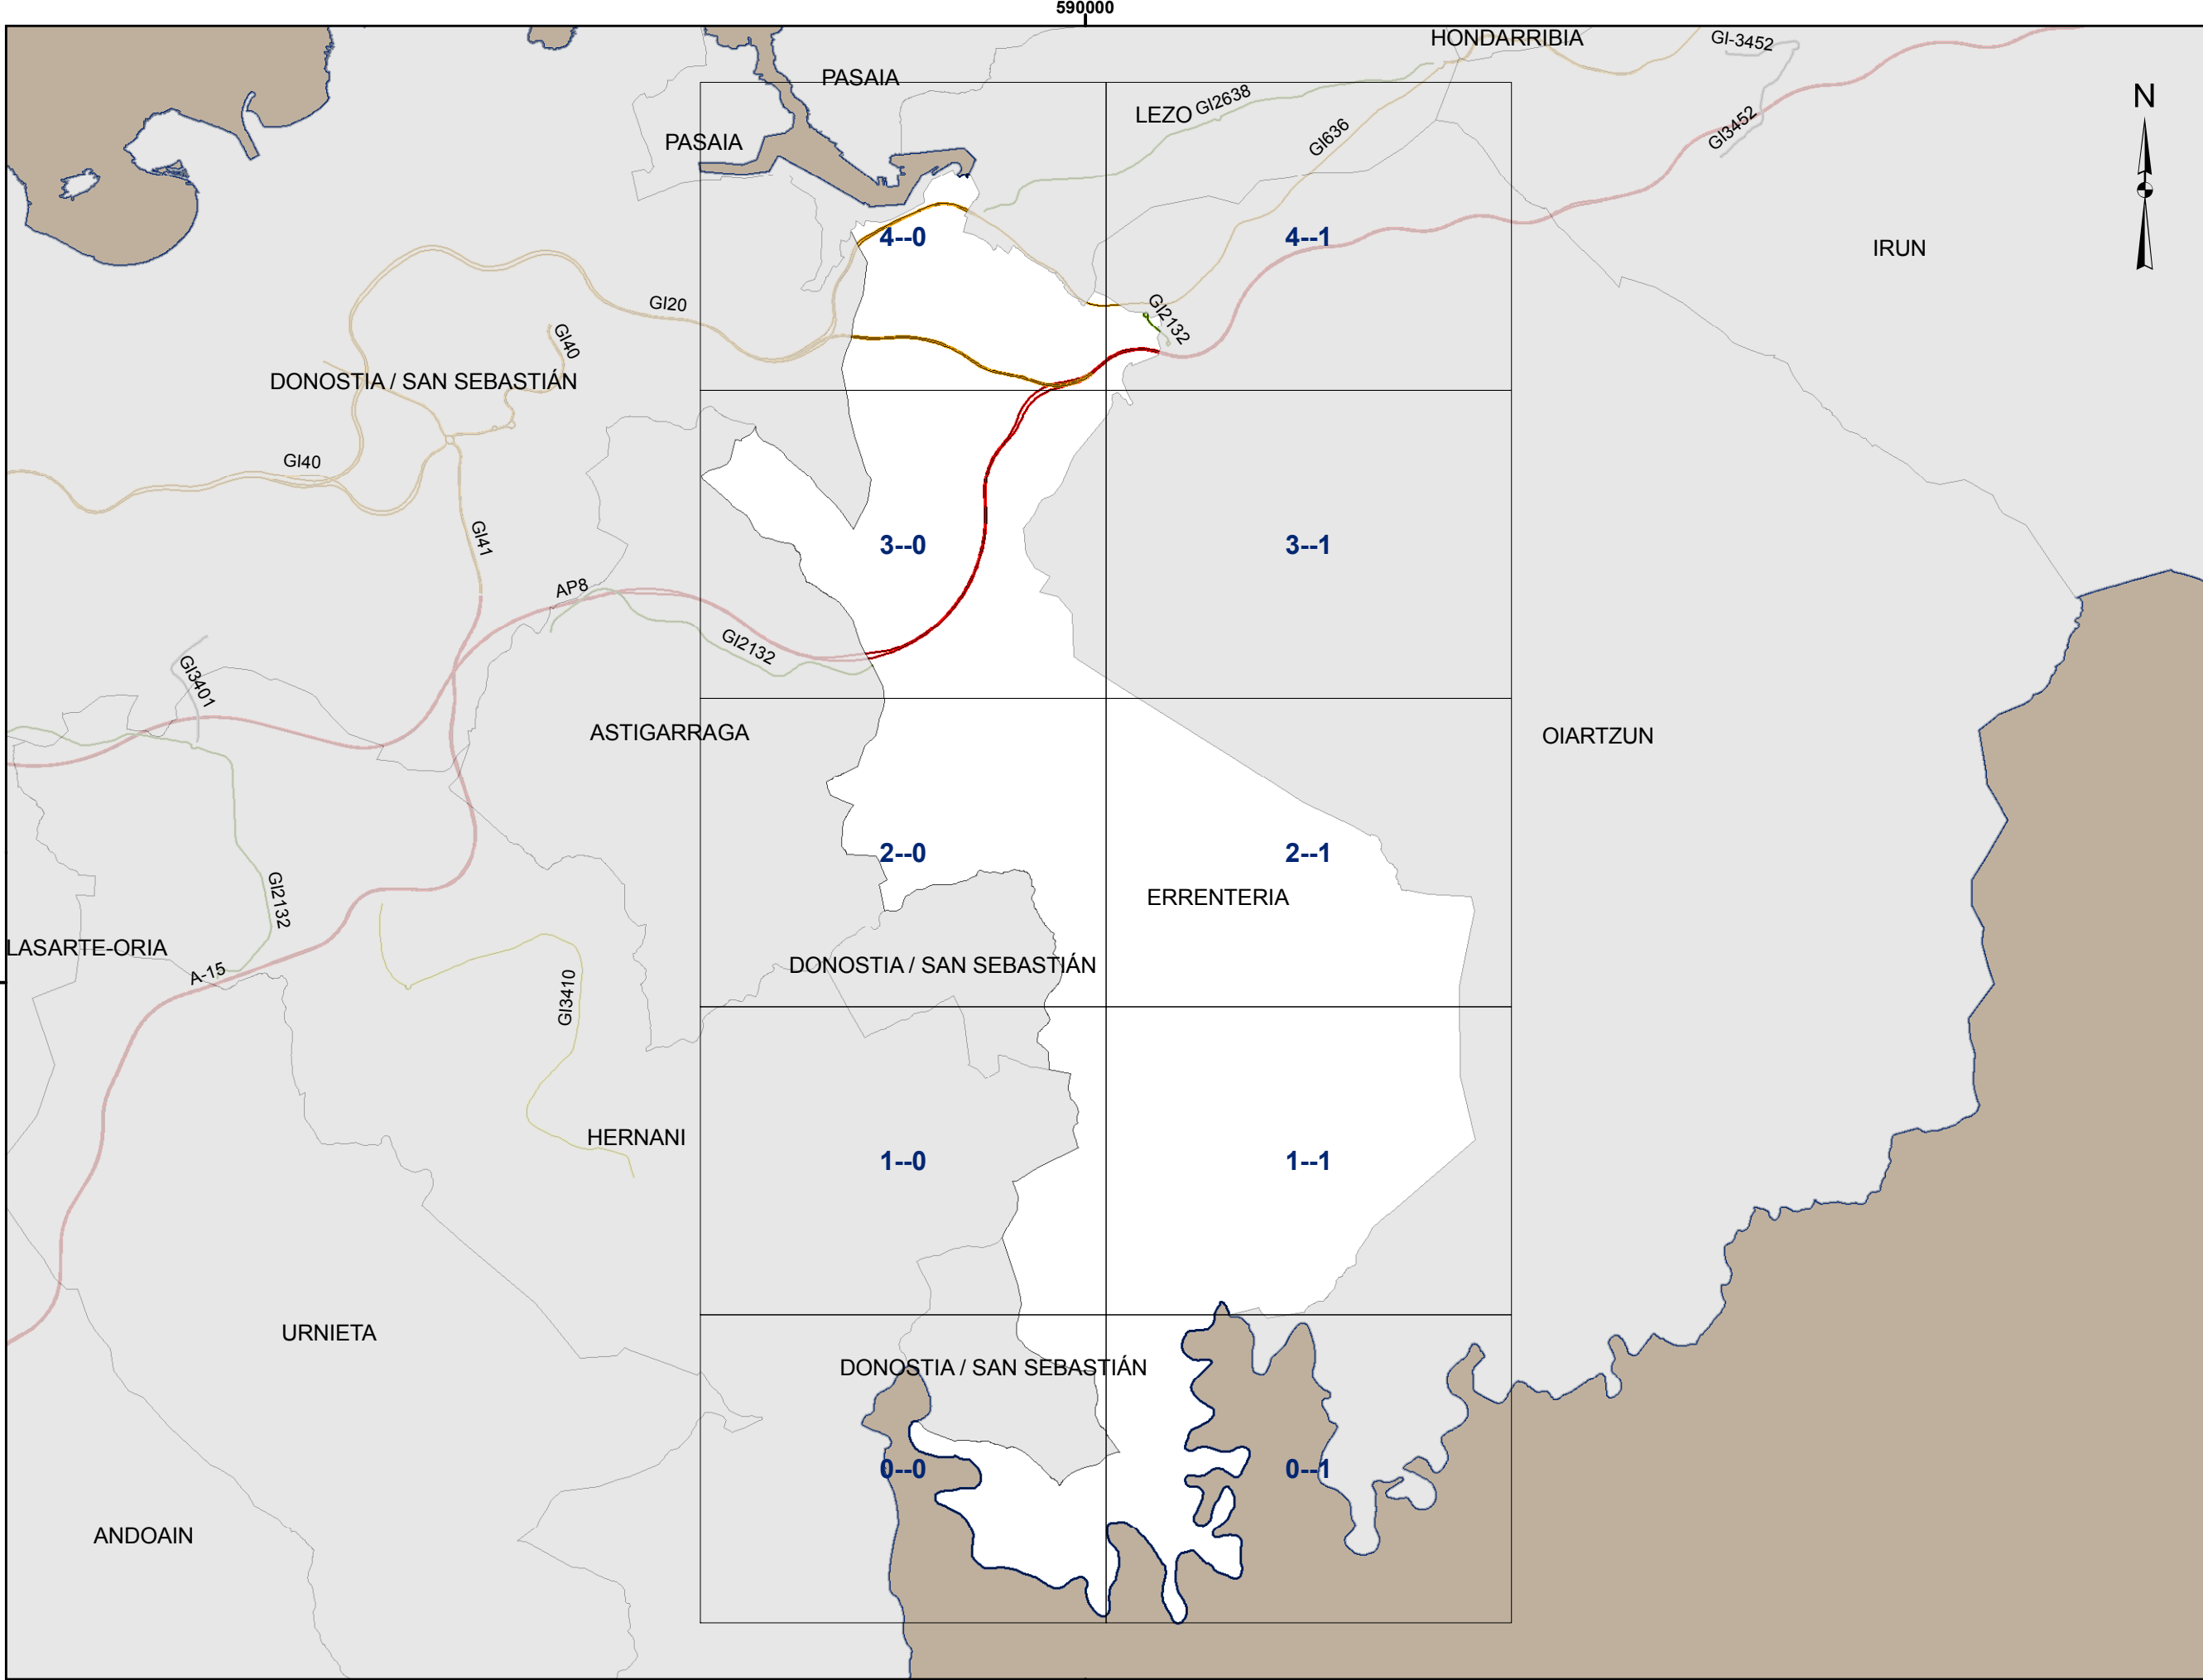 590000
HONDARRIBIA
GI-3452
PASAIA
N
LEZO
GI2638
GI3452
GI636
PASAIA
4--0
4--1
IRUN
GI20
GI2132
GI40
DONOSTIA / SAN SEBASTIÁN
GI40
GI41
3--0
3--1
AP8
GI2132
GI3401
ASTIGARRAGA
OIARTZUN
2--0
2--1
GI2132
ERRENTERIA
LASARTE-ORIA
DONOSTIA / SAN SEBASTIÁN
A-15
GI3410
HERNANI
1--0
1--1
URNIETA
DONOSTIA / SAN SEBASTIÁN
0--0
0--1
ANDOAIN